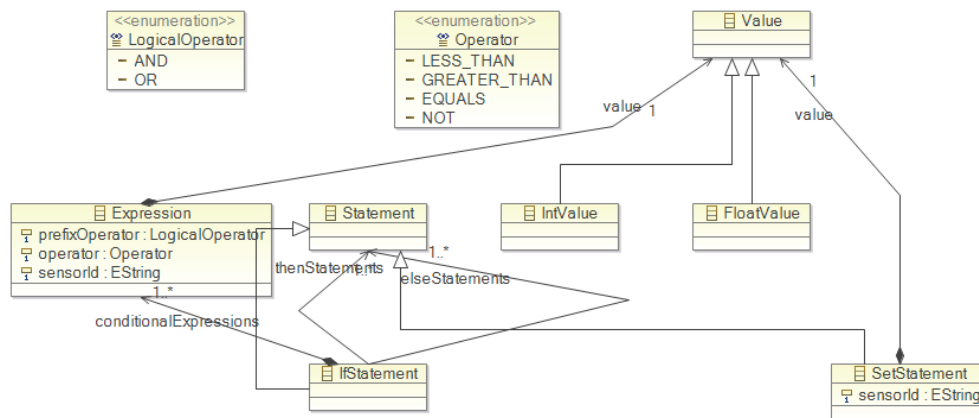 <<enumeration>>
LogicalOperator
AND
OR
<<enumeration>>
Operator
LESS_THAN
GREATER_THAN
EQUALS
NOT
Value
value
1
1
value
Expression
prefixOperator : LogicalOperator
operator : Operator
sensorId : EString
Statement
IntValue
FloatValue
1..*
thenStatements
elseStatements
1..*
conditionalExpressions
IfStatement
SetStatement
sensorId : EString